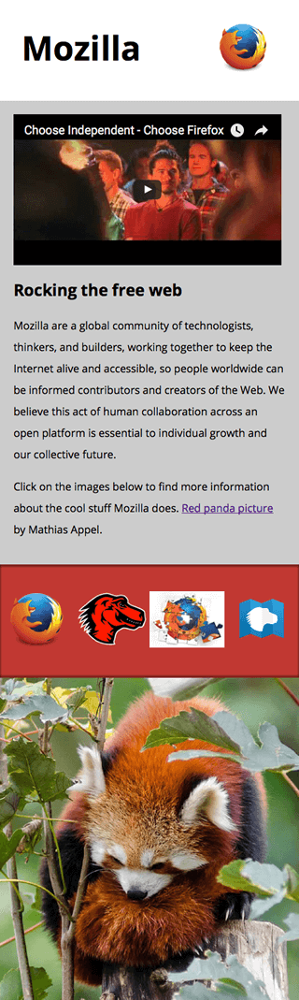 Mozilla
Choose Independent - Choose Firefox
Rocking the free web
Mozilla are a global community of technologists,
thinkers, and builders, working together to keep the
Internet alive and accessible, so people worldwide can
be informed contributors and creators of the Web. We
believe this act of human collaboration across an
open platform is essential to individual growth and
our collective future.
Click on the images below to find more information
about the cool stuff Mozilla does. Red panda picture
by Mathias Appel.